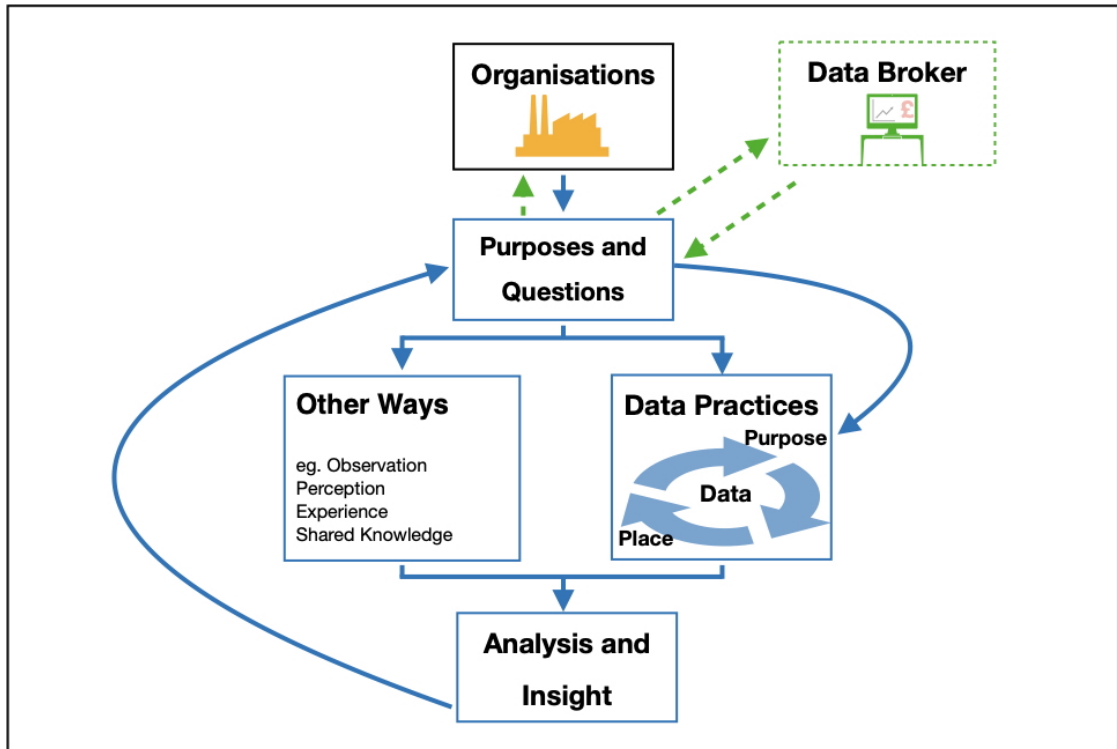 Organisations
Data Broker
£
Purposes and
Questions
Other Ways
eg. Observation
Perception
Experience
Shared Knowledge
Data Practices
Purpose
Data
Place
Analysis and
Insight